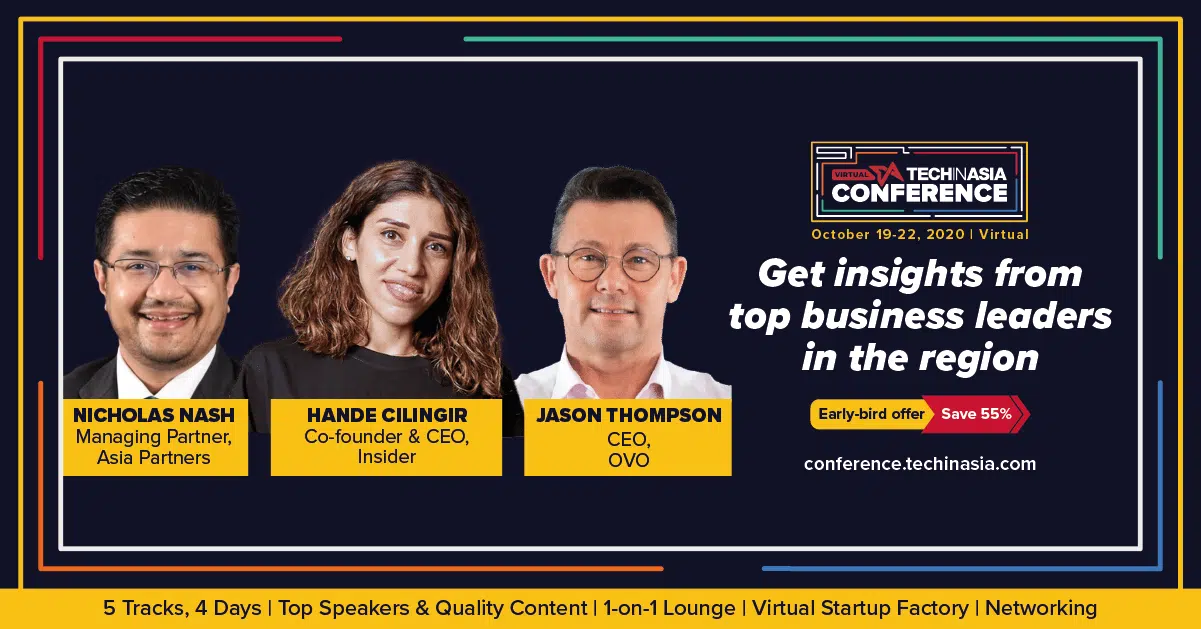 NICHOLAS NASH
Managing Partner,
Asia Partners
HANDE CILINGIR
Co-founder & CEO,
Insider
JASON THOMPSON
CEO,
OVO
VIRTUAL TECHINASIA
CONFERENCE
October 19-22, 2020 | Virtual
Get insights from
top business leaders
in the region
Early-bird offer Save 55%
conference.techinasia.com
5 Tracks, 4 Days | Top Speakers & Quality Content | 1-on-1 Lounge | Virtual Startup Factory | Networking